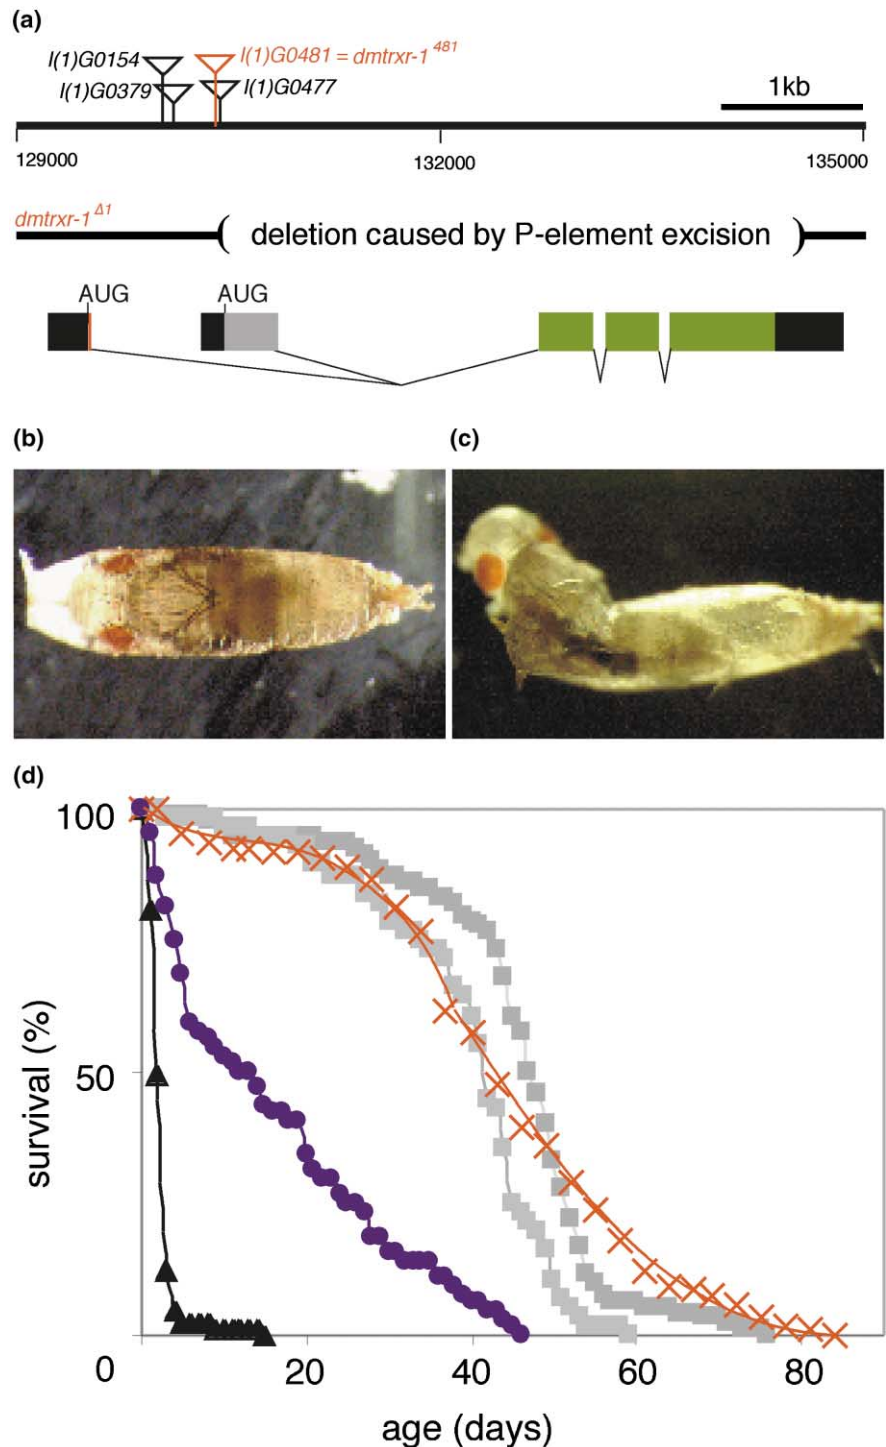 (a)
l(1)G0154
l(1)G0481 = dmtrxr-1 481
l(1)G0379
l(1)G0477
1kb
129000
132000
135000
dmtrxr-1 Δ1
( deletion caused by P-element excision )
AUG
AUG
(b)
(c)
(d)
100
50
0
20
40
60
80
survival (%)
age (days)